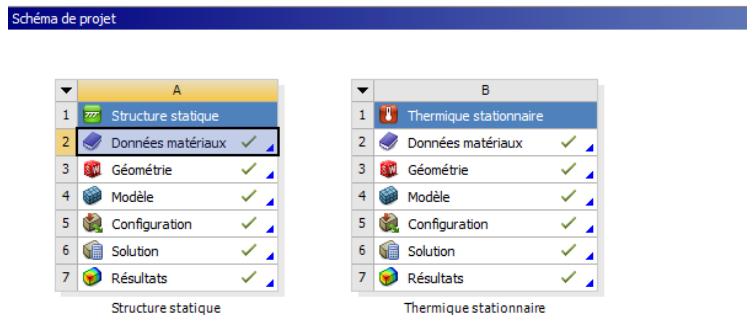 Schéma de projet
A
1 Structure statique
2 Données matériaux
3 Géométrie
4 Modèle
5 Configuration
6 Solution
7 Résultats
Structure statique
B
1 Thermique stationnaire
2 Données matériaux
3 Géométrie
4 Modèle
5 Configuration
6 Solution
7 Résultats
Thermique stationnaire